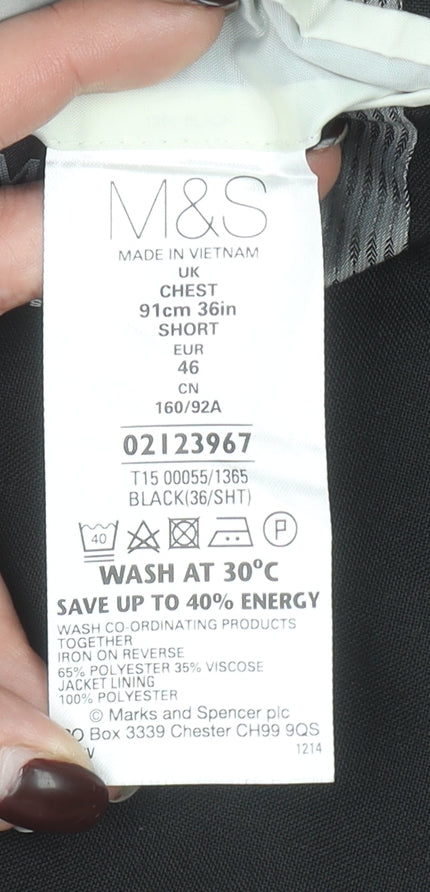 M&S
MADE IN VIETNAM
UK
CHEST
91cm 36in
SHORT
EUR
46
CN
160/92A
02123967
T15 00055/1365
BLACK(36/SHT)
40 P
WASH AT 30°C
SAVE UP TO 40% ENERGY
WASH CO-ORDINATING PRODUCTS
TOGETHER
IRON ON REVERSE
65% POLYESTER 35% VISCOSE
JACKET LINING
100% POLYESTER
© Marks and Spencer plc
Box 3339 Chester CH99 9QS
1214